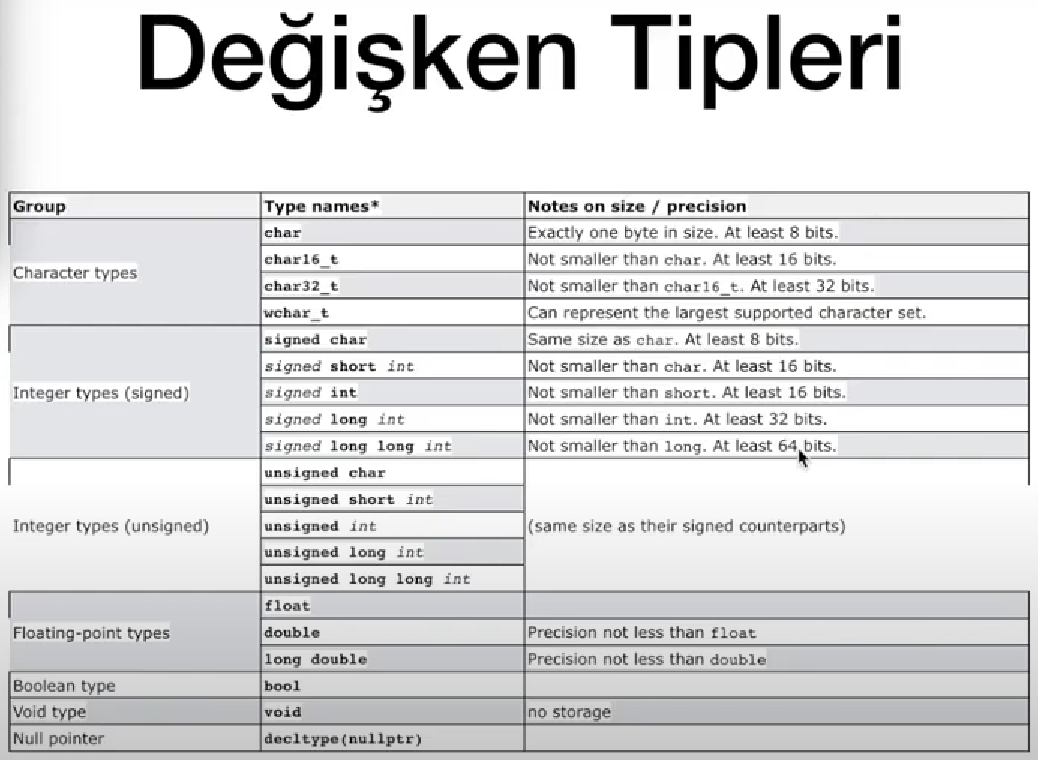 Değişken Tipleri
Group Type names* Notes on size / precision
Character types
char Exactly one byte in size. At least 8 bits.
char16_t Not smaller than char. At least 16 bits.
char32_t Not smaller than char16_t. At least 32 bits.
wchar_t Can represent the largest supported character set.
Integer types (signed)
signed char Same size as char. At least 8 bits.
signed short int Not smaller than char. At least 16 bits.
signed int Not smaller than short. At least 16 bits.
signed long int Not smaller than int. At least 32 bits.
signed long long int Not smaller than long. At least 64 bits.
Integer types (unsigned)
unsigned char
unsigned short int
unsigned int
unsigned long int
unsigned long long int
(same size as their signed counterparts)
Floating-point types
float
double Precision not less than float
long double Precision not less than double
Boolean type bool
Void type void no storage
Null pointer decltype(nullptr)